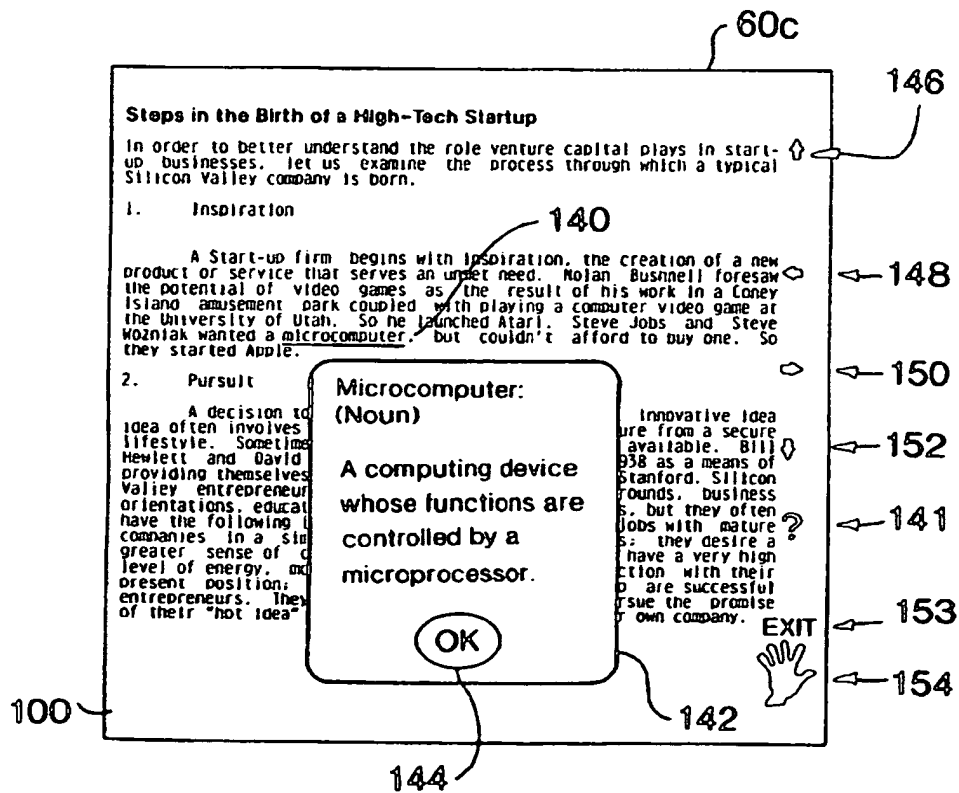 60c
146
Steps in the Birth of a High-Tech Startup
In order to better understand the role venture capital plays in start-
up businesses, let us examine the process through which a typical
Silicon Valley company is born.
1. Inspiration
140
A Start-up firm begins with inspiration, the creation of a new
product or service that serves an unmet need. Nolan Bushnell foresaw
148
the potential of video games as the result of his work in a Coney
Island amusement park coupled with playing a computer video game at
the University of Utah. So he launched Atari. Steve Jobs and Steve
Wozniak wanted a microcomputer, but couldn't afford to buy one. So
they started Apple.
150
2. Pursuit
Microcomputer:
(Noun)
A computing device
whose functions are
controlled by a
microprocessor.
OK
A decision to innovative idea
idea often involves ure from a secure
lifestyle. Sometime available. Bill
152
Hewlett and David 938 as a means of
providing themselves Stanford. Silicon
Valley entrepreneur rounds, business
orientations, educat s, but they often
have the following jobs with mature
?
141
companies in a sim s: they desire a
greater sense of have a very high
level of energy, ction with their
present position; are successful
entrepreneurs. They rsue the promise
of their "hot idea" own company.
EXIT
153
154
100
142
144